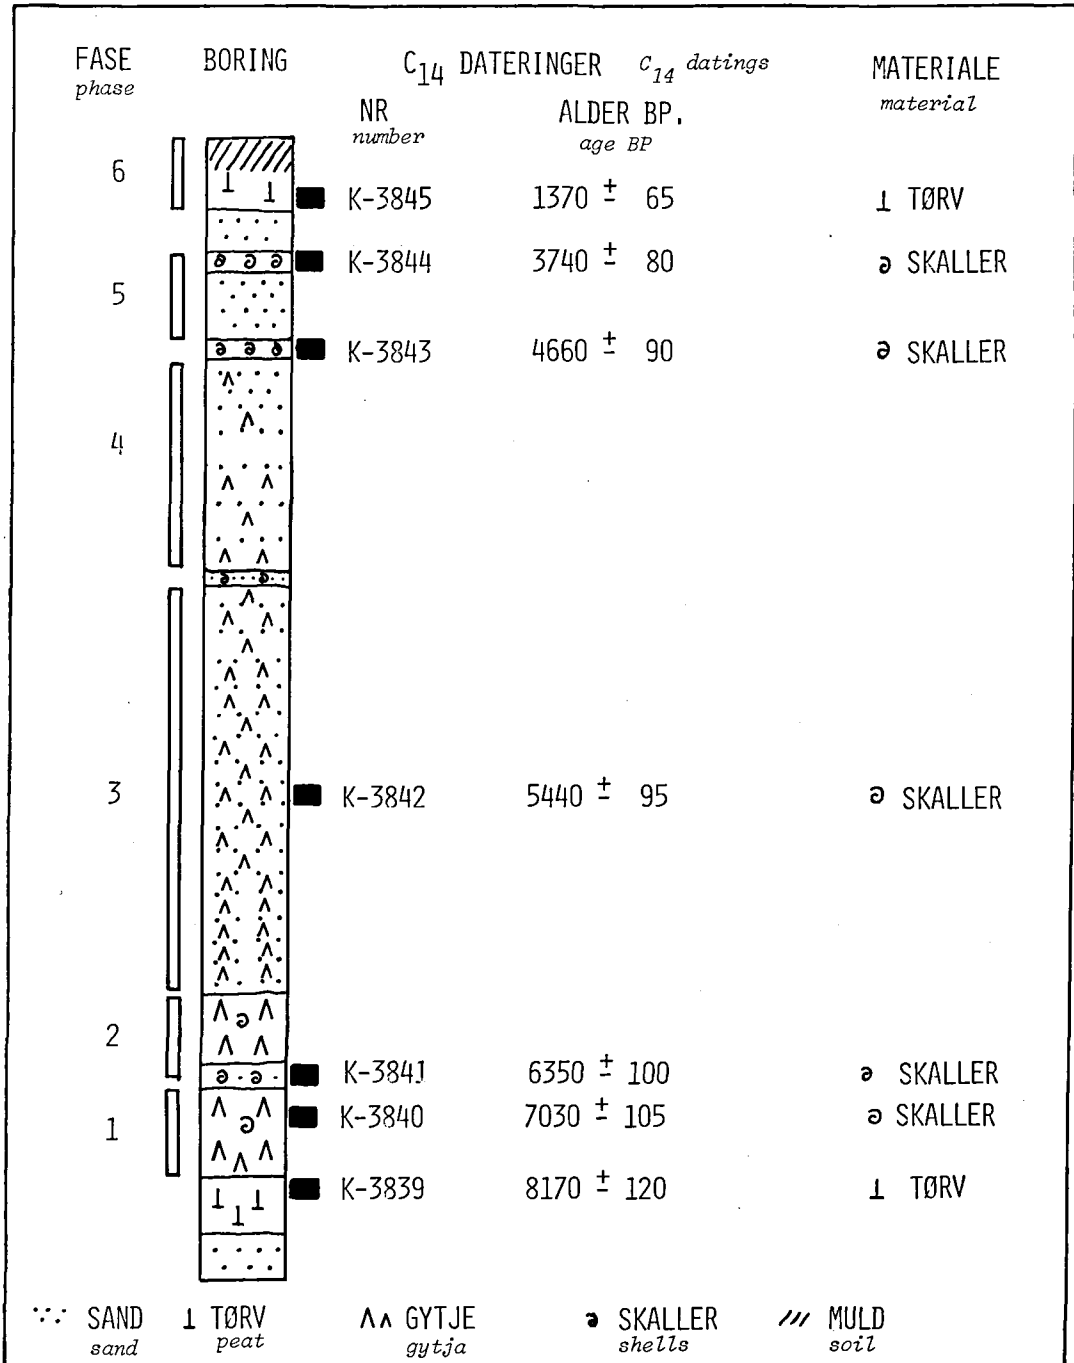 FASE BORING C14 DATERINGER C14 datings MATERIALE
phase material
NR ALDER BP.
number age BP
6
K-3845 1370 ± 65 TØRV
K-3844 3740 ± 80 SKALLER
5
K-3843 4660 ± 90 SKALLER
4
3 K-3842 5440 ± 95 SKALLER
2
K-3841 6350 ± 100 SKALLER
1 K-3840 7030 ± 105 SKALLER
K-3839 8170 ± 120 TØRV
SAND TØRV GYTJE SKALLER MULD
sand peat gytja shells soil